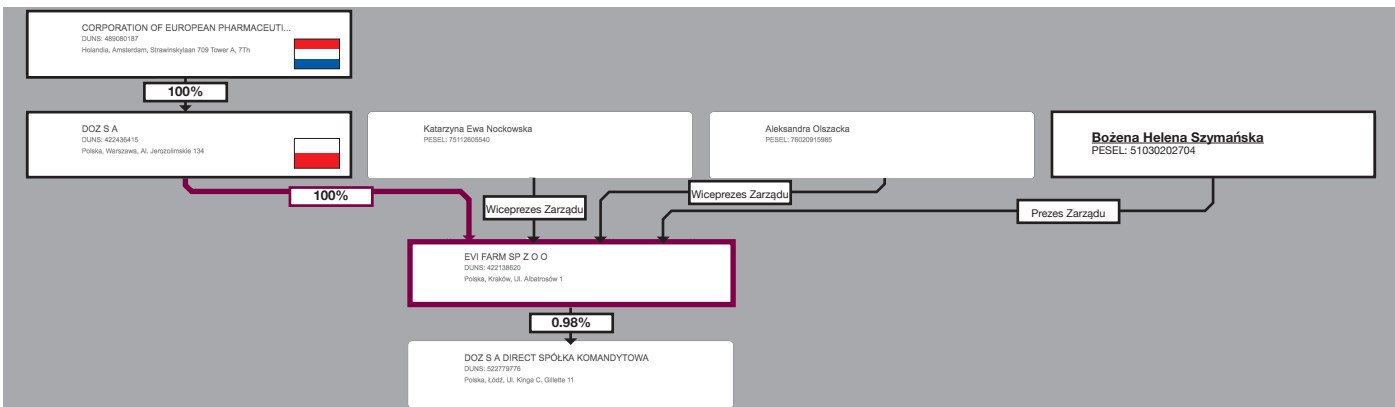 CORPORATION OF EUROPEAN PHARMACEUTI...
DUNS: 489080187
Holandia, Amsterdam, Strawinskylaan 709 Tower A, 7Th
100%
DOZ S A
DUNS: 422436415
Polska, Warszawa, Al. Jerozolimskie 134
Katarzyna Ewa Nockowska
PESEL: 75112605540
Aleksandra Olszacka
PESEL: 76020915985
Bożena Helena Szymańska
PESEL: 51030202704
100%
Wiceprezes Zarządu
Wiceprezes Zarządu
Prezes Zarządu
EVI FARM SP Z O O
DUNS: 422138620
Polska, Kraków, Ul. Albatrosów 1
0.98%
DOZ S A DIRECT SPÓŁKA KOMANDYTOWA
DUNS: 522779776
Polska, Łódź, Ul. Kinga C. Gillette 11